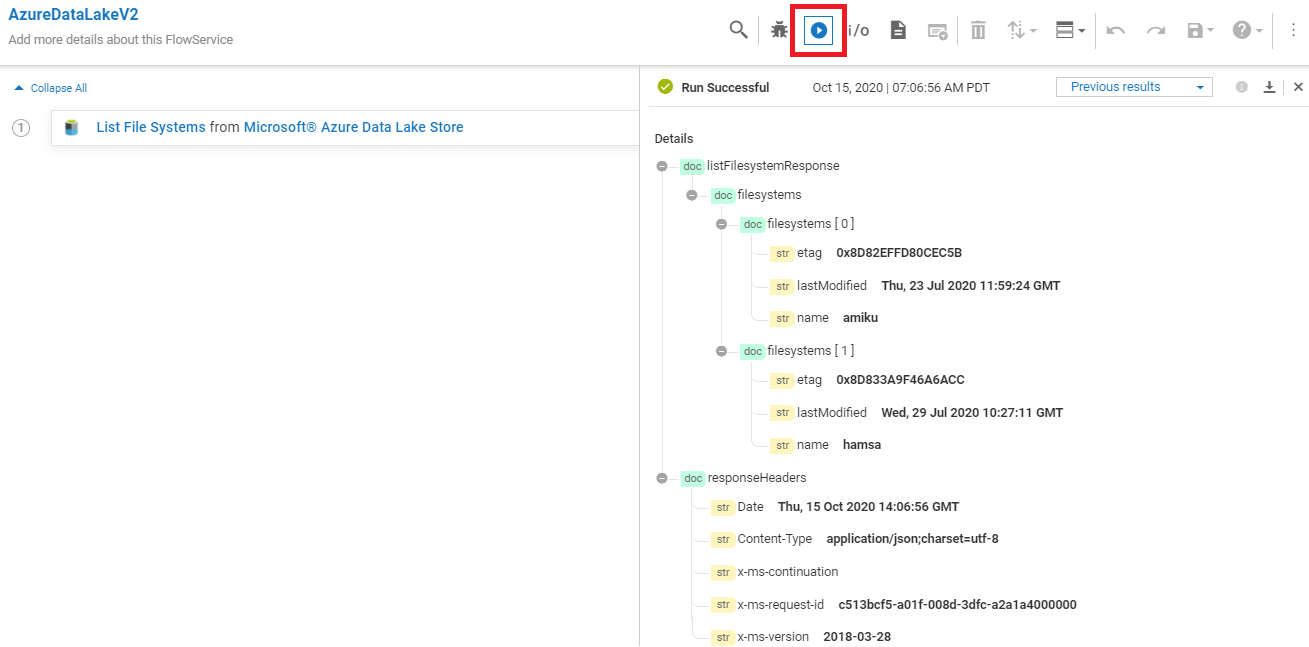 AzureDataLakeV2
Add more details about this FlowService
i/o
Collapse All
1 List File Systems from Microsoft® Azure Data Lake Store
Run Successful Oct 15, 2020 | 07:06:56 AM PDT Previous results
Details
doc listFilesystemResponse
doc filesystems
doc filesystems [ 0 ]
str etag 0x8D82EFFD80CEC5B
str lastModified Thu, 23 Jul 2020 11:59:24 GMT
str name amiku
doc filesystems [ 1 ]
str etag 0x8D833A9F46A6ACC
str lastModified Wed, 29 Jul 2020 10:27:11 GMT
str name hamsa
doc responseHeaders
str Date Thu, 15 Oct 2020 14:06:56 GMT
str Content-Type application/json;charset=utf-8
str x-ms-continuation
str x-ms-request-id c513bcf5-a01f-008d-3dfc-a2a1a4000000
str x-ms-version 2018-03-28